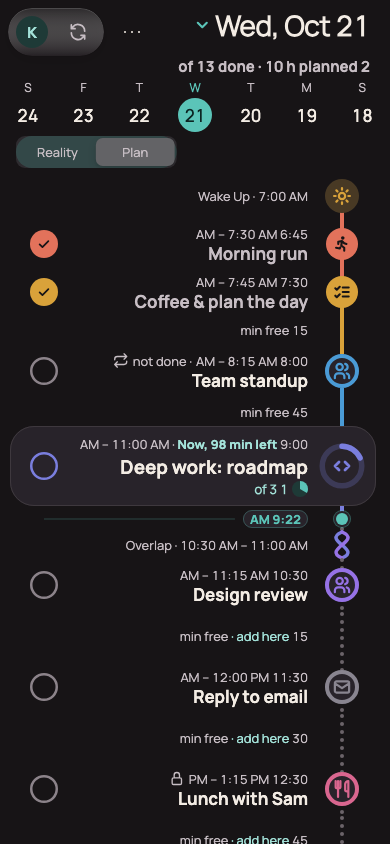 K
Wed, Oct 21
of 13 done · 10 h planned 2
S F T W T M S
24 23 22 21 20 19 18
Reality Plan
Wake Up · 7:00 AM
AM – 7:30 AM 6:45
Morning run
AM – 7:45 AM 7:30
Coffee & plan the day
min free 15
not done · AM – 8:15 AM 8:00
Team standup
min free 45
AM – 11:00 AM · Now, 98 min left 9:00
Deep work: roadmap
of 3 1
AM 9:22
Overlap · 10:30 AM – 11:00 AM
AM – 11:15 AM 10:30
Design review
min free · add here 15
AM – 12:00 PM 11:30
Reply to email
min free · add here 30
PM – 1:15 PM 12:30
Lunch with Sam
min free · add here 45